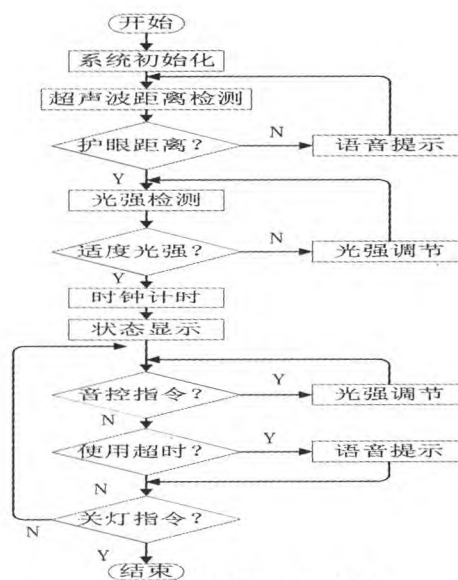 开始
系统初始化
超声波距离检测
护眼距离？
N
语音提示
Y
光强检测
适度光强？
N
光强调节
Y
时钟计时
状态显示
音控指令？
Y
光强调节
N
使用超时？
Y
语音提示
N
关灯指令？
N
Y
结束